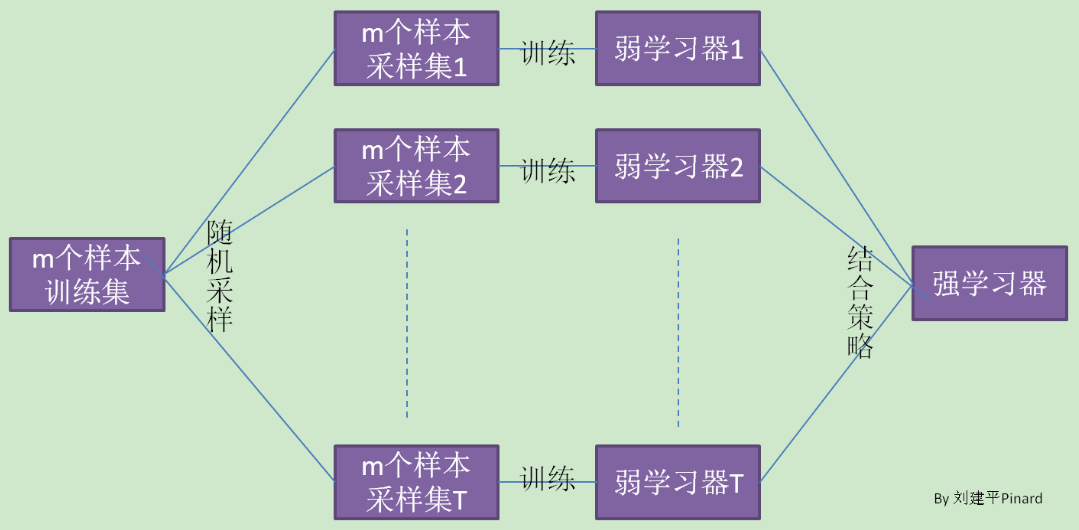 m个样本
训练集
随机采样
m个样本
采样集1
训练
弱学习器1
m个样本
采样集2
训练
弱学习器2
m个样本
采样集T
训练
弱学习器T
结合策略
强学习器
By 刘建平Pinard